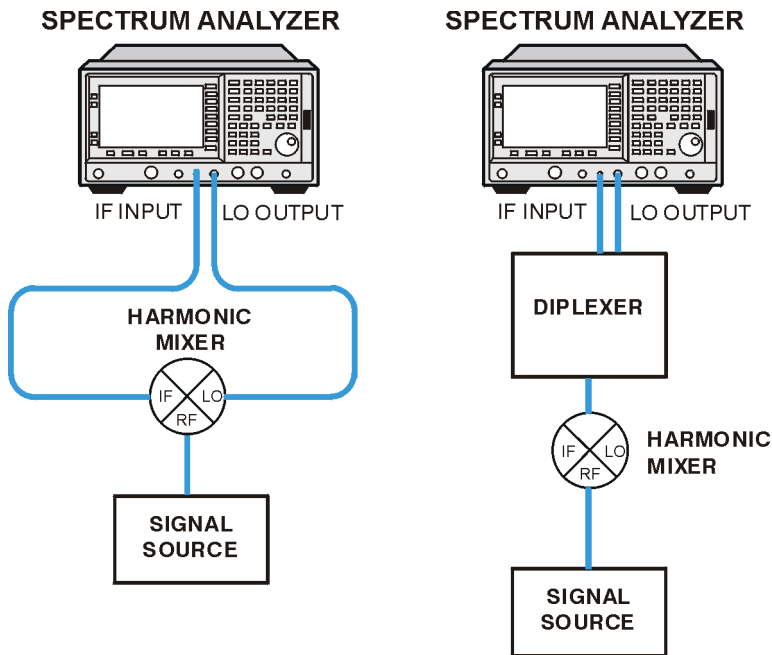 SPECTRUM ANALYZER
IF INPUT
LO OUTPUT
HARMONIC
MIXER
IF
LO
RF
SIGNAL
SOURCE
SPECTRUM ANALYZER
IF INPUT
LO OUTPUT
DIPLEXER
IF
LO
RF
HARMONIC
MIXER
SIGNAL
SOURCE